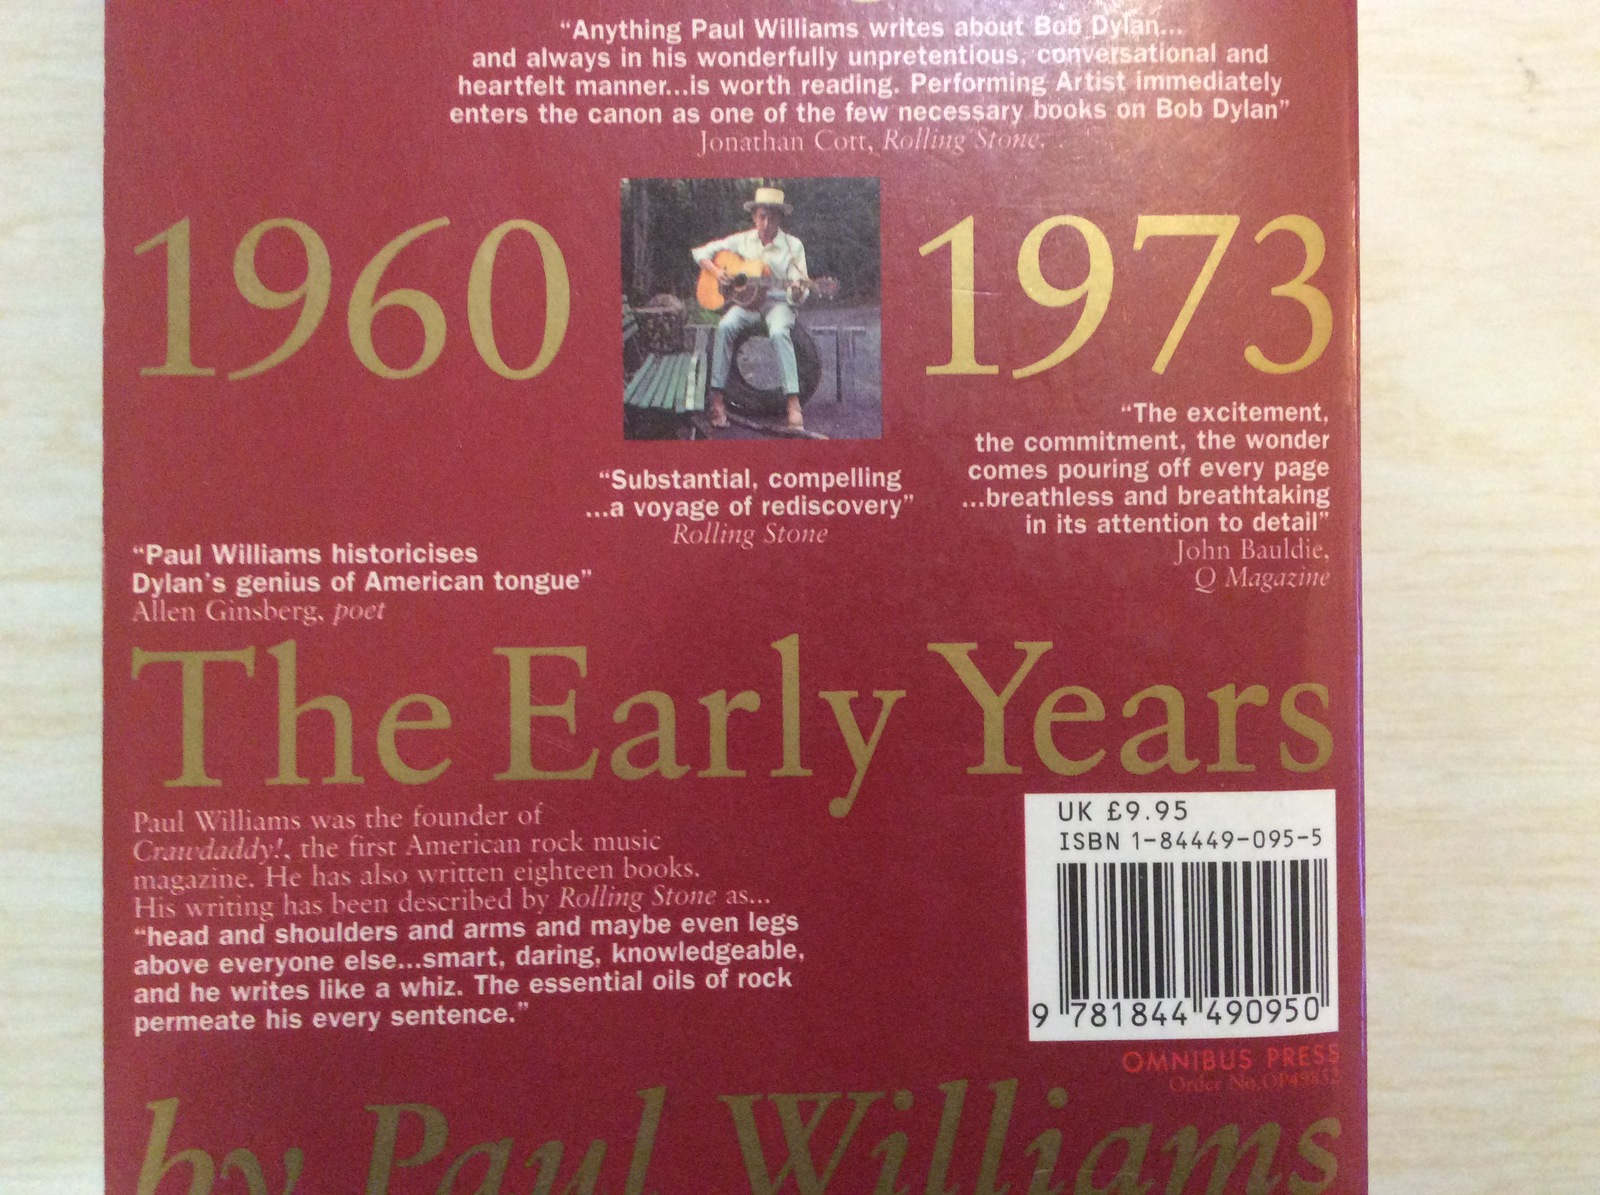 “Anything Paul Williams writes about Bob Dylan...
and always in his wonderfully unpretentious, conversational and
heartfelt manner...is worth reading. Performing Artist immediately
enters the canon as one of the few necessary books on Bob Dylan”
Jonathan Cott, Rolling Stone.
1960
1973
“The excitement,
the commitment, the wonder
comes pouring off every page
...breathless and breathtaking
in its attention to detail”
John Bauldie,
Q Magazine
“Substantial, compelling
...a voyage of rediscovery”
Rolling Stone
“Paul Williams historicises
Dylan's genius of American tongue”
Allen Ginsberg, poet
The Early Years
Paul Williams was the founder of
Crawdaddy!, the first American rock music
magazine. He has also written eighteen books.
His writing has been described by Rolling Stone as...
“head and shoulders and arms and maybe even legs
above everyone else...smart, daring, knowledgeable,
and he writes like a whiz. The essential oils of rock
permeate his every sentence.”
UK £9.95
ISBN 1-84449-095-5
9 781844 490950
OMNIBUS PRESS
Order No.
by Paul Williams